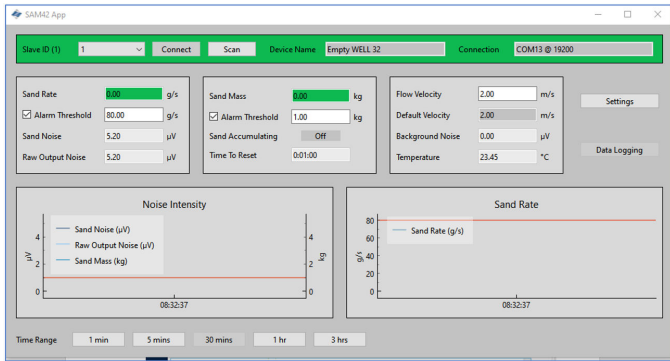 SAM42 App
Slave ID (1) 1 Connect Scan Device Name Empty WELL 32 Connection COM13 @ 19200
Sand Rate 0.00 g/s
Alarm Threshold 80.00 g/s
Sand Noise 5.20 µV
Raw Output Noise 5.20 µV
Sand Mass 0.00 kg
Alarm Threshold 1.00 kg
Sand Accumulating Off
Time To Reset 0:01:00
Flow Velocity 2.00 m/s
Default Velocity 2.00 m/s
Background Noise 0.00 µV
Temperature 23.45 °C
Settings
Data Logging
Noise Intensity
Sand Noise (µV)
Raw Output Noise (µV)
Sand Mass (kg)
µV
4
2
0
kg
4
2
0
08:32:37
Sand Rate
Sand Rate (g/s)
g/s
80
60
40
20
0
08:32:37
Time Range 1 min 5 mins 30 mins 1 hr 3 hrs